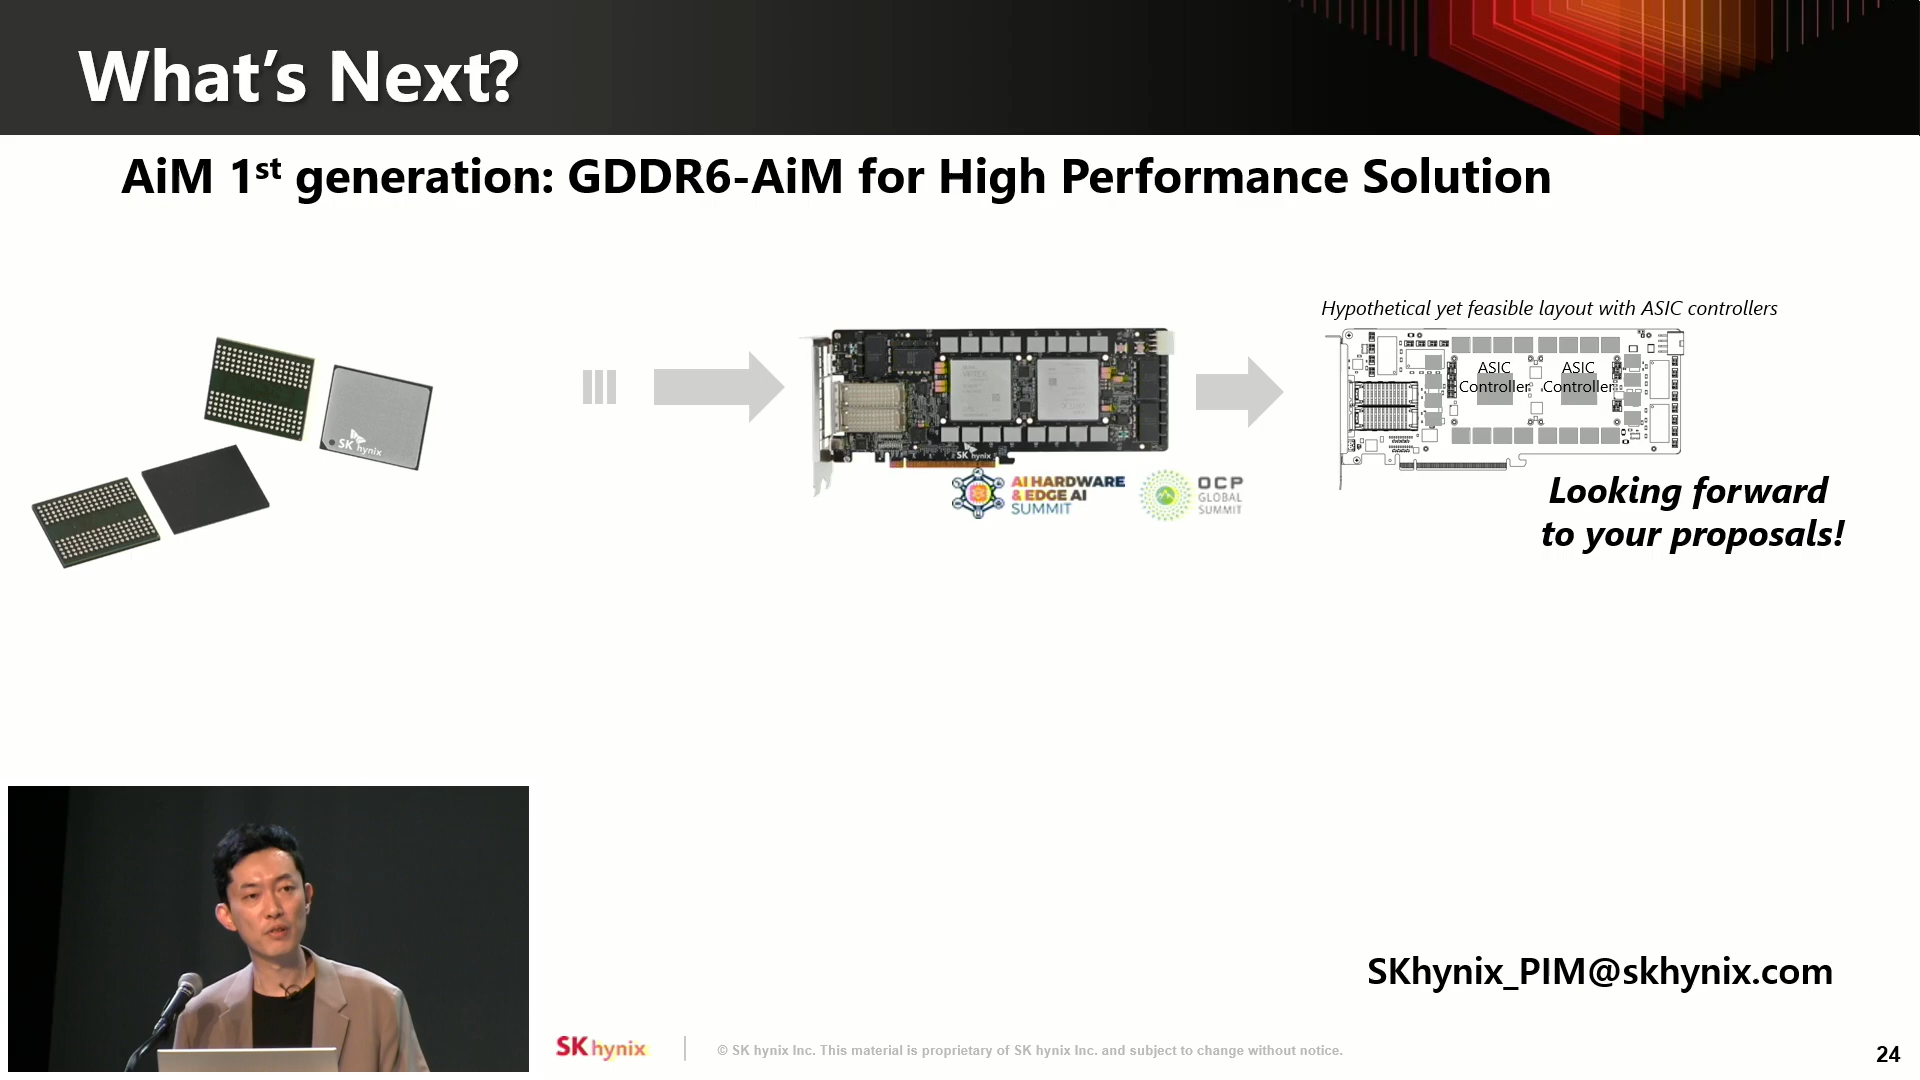 What's Next?
AiM 1st generation: GDDR6-AiM for High Performance Solution
Hypothetical yet feasible layout with ASIC controllers
ASIC
Controller
ASIC
Controller
SK hynix
SK hynix
AI HARDWARE
& EDGE AI
SUMMIT
OCP
GLOBAL
SUMMIT
Looking forward
to your proposals!
SKhynix_PIM@skhynix.com
SK hynix
© SK hynix Inc. This material is proprietary of SK hynix Inc. and subject to change without notice.
24